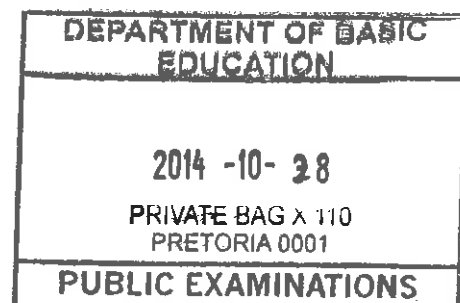 DEPARTMENT OF BASIC
EDUCATION
2014 -10- 28
PRIVATE BAG X 110
PRETORIA 0001
PUBLIC EXAMINATIONS